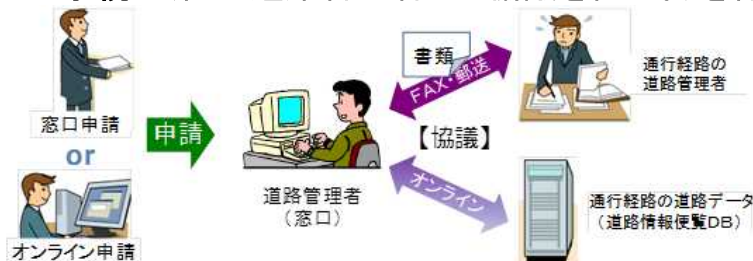 窓口申請
or
オンライン申請
申請
道路管理者
（窓口）
書類
FAX・郵送
【協議】
オンライン
通行経路の
道路管理者
通行経路の道路データ
（道路情報便覧DB）